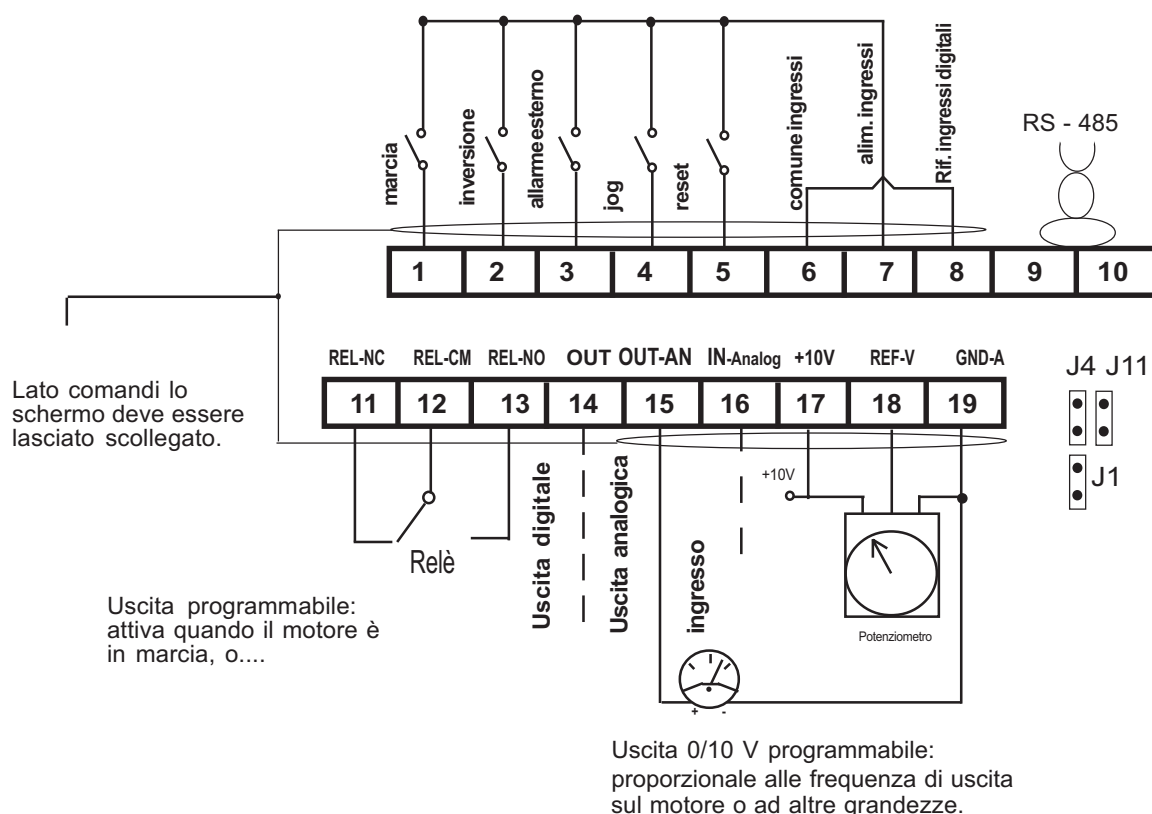 marcia
inversione
allarme esterno
jog
reset
comune ingressi
alim. ingressi
Rif. ingressi digitali
RS - 485
1 2 3 4 5 6 7 8 9 10
REL-NC REL-CM REL-NO OUT OUT-AN IN-Analog +10V REF-V GND-A
J4 J11
11 12 13 14 15 16 17 18 19
J1
Lato comandi lo
schermo deve essere
lasciato scollegato.
+10V
Relè
Uscita digitale
Uscita analogica
ingresso
Potenziometro
Uscita programmabile:
attiva quando il motore è
in marcia, o....
+ -
Uscita 0/10 V programmabile:
proporzionale alle frequenza di uscita
sul motore o ad altre grandezze.